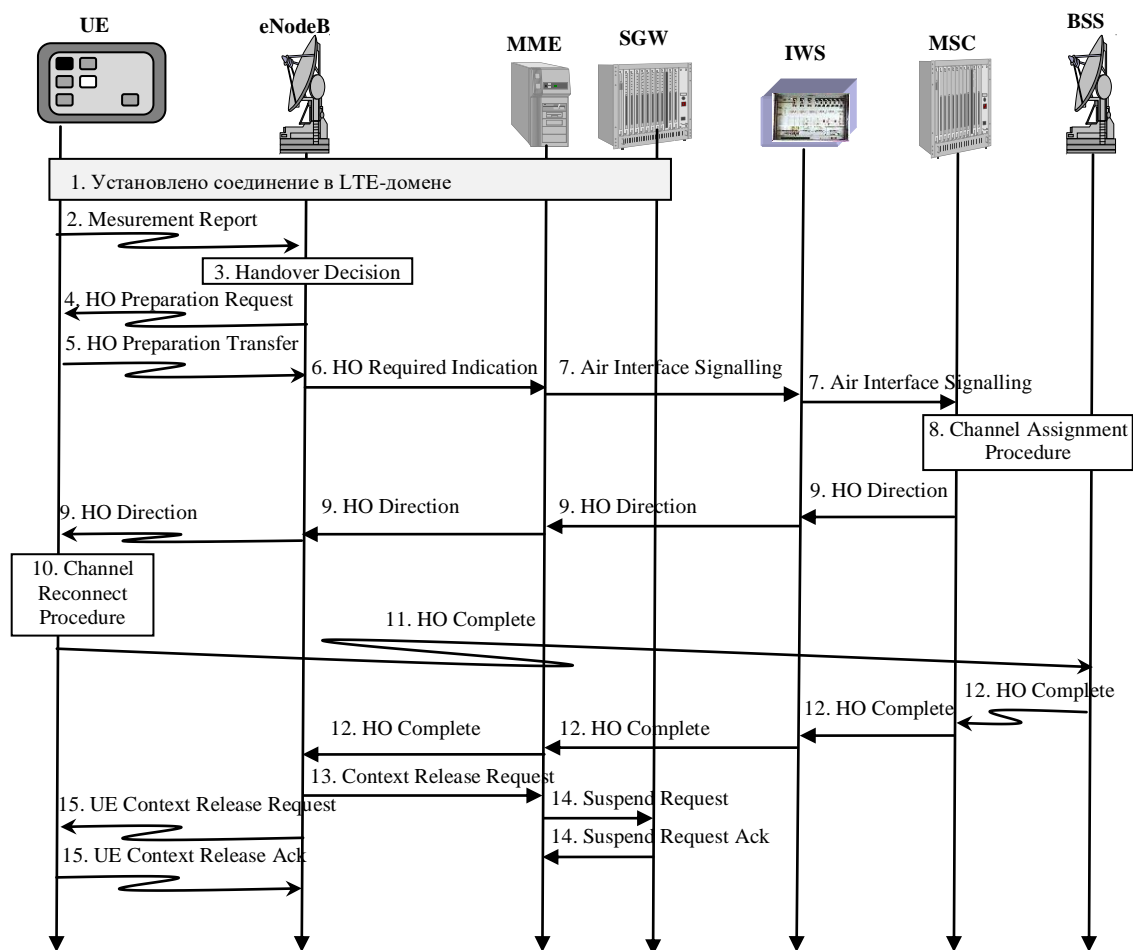 UE
eNodeB
MME
SGW
IWS
MSC
BSS
1. Установлено соединение в LTE-домене
2. Mesurement Report
3. Handover Decision
4. HO Preparation Request
5. HO Preparation Transfer
6. HO Required Indication
7. Air Interface Signalling
7. Air Interface Signalling
8. Channel Assignment
Procedure
9. HO Direction
9. HO Direction
9. HO Direction
9. HO Direction
10. Channel
Reconnect
Procedure
11. HO Complete
12. HO Complete
12. HO Complete
12. HO Complete
12. HO Complete
13. Context Release Request
14. Suspend Request
15. UE Context Release Request
14. Suspend Request Ack
15. UE Context Release Ack